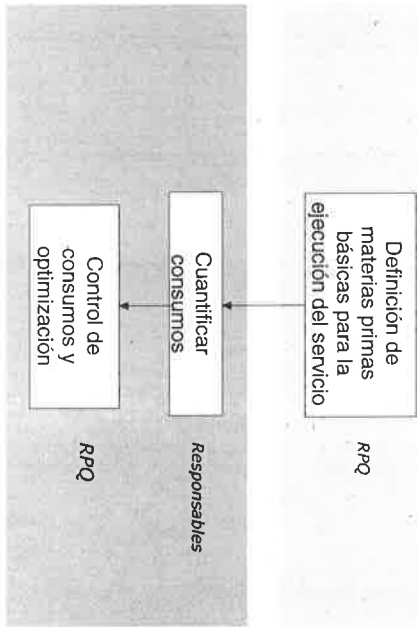 Definición de
materias primas
básicas para la
ejecución del servicio
RPQ
Cuantificar
consumos
Responsables
Control de
consumos y
optimización
RPQ